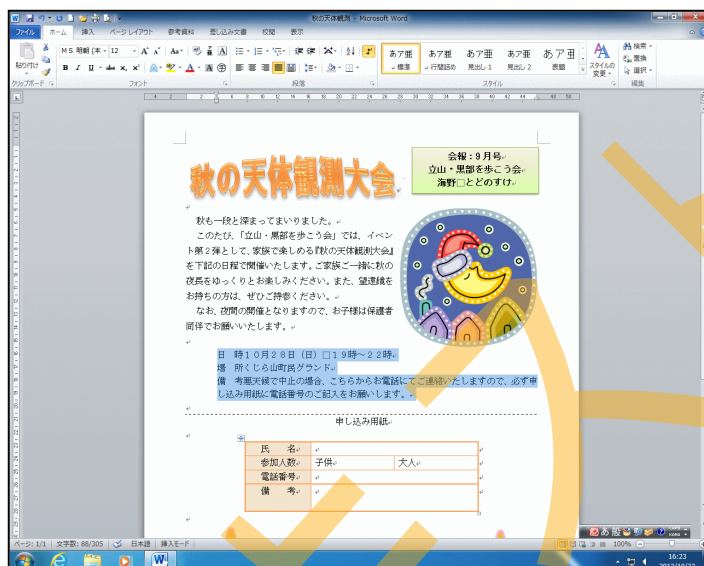 秋の天体観測 - Microsoft Word
ファイル ホーム 挿入 ページ レイアウト 参考資料 差し込み文書 校閲 表示
貼り付け
MS 明朝 (本 12
標準 行間詰め 見出し 1 見出し 2 表題
スタイルの変更
検索
置換
選択
クリップボード フォント 段落 スタイル 編集
秋の天体観測大会
会報:9月号
立山・黒部を歩こう会
海野□とどのすけ
秋も一段と深まってまいりました。
このたび、「立山・黒部を歩こう会」では、イベン
ト第2弾として、家族で楽しめる『秋の天体観測大会』
を下記の日程で開催いたします。ご家族ご一緒に秋の
夜長をゆっくりとお楽しみください。また、望遠鏡を
お持ちの方は、ぜひご持参ください。
なお、夜間の開催となりますので、お子様は保護者
同伴でお願いいたします。
日 時10月28日(日)□19時~22時
場 所くじら山町民グランド
備 考悪天候で中止の場合、こちらからお電話にてご連絡いたしますので、必ず申
し込み用紙に電話番号のご記入をお願いします。
申し込み用紙
氏 名
参加人数 子供 大人
電話番号
備 考
ページ: 1/1 文字数: 88/305 日本語 挿入モード 100%
あ 般
16:23
2012/10/22